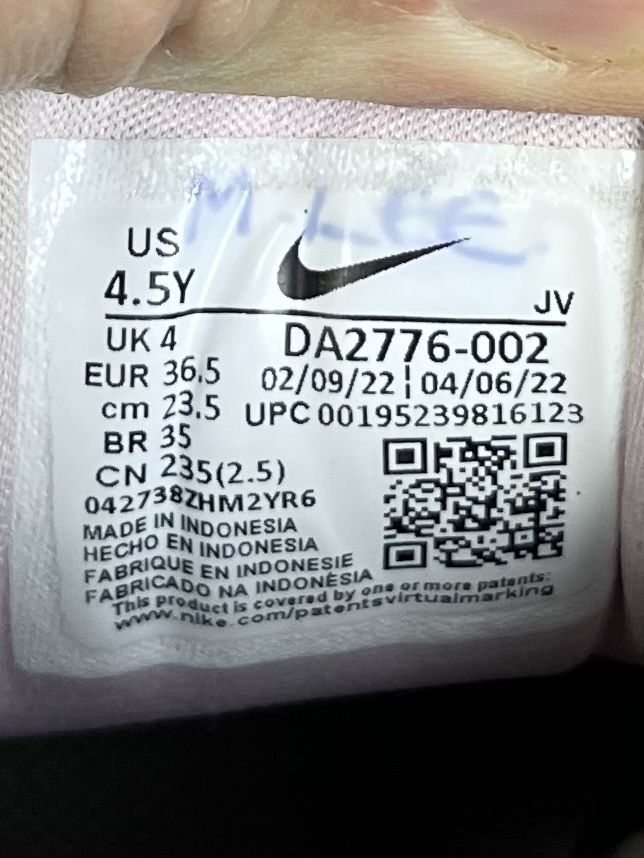 M. LEE
US
4.5Y
JV
UK 4
DA2776-002
EUR 36.5
02/09/22 ¦ 04/06/22
cm 23.5
UPC 00195239816123
BR 35
CN 235(2.5)
042738ZHM2YR6
MADE IN INDONESIA
HECHO EN INDONESIA
FABRIQUE EN INDONESIE
FABRICADO NA INDONÉSIA
This product is covered by one or more patents:
www.nike.com/patentsvirtualmarking